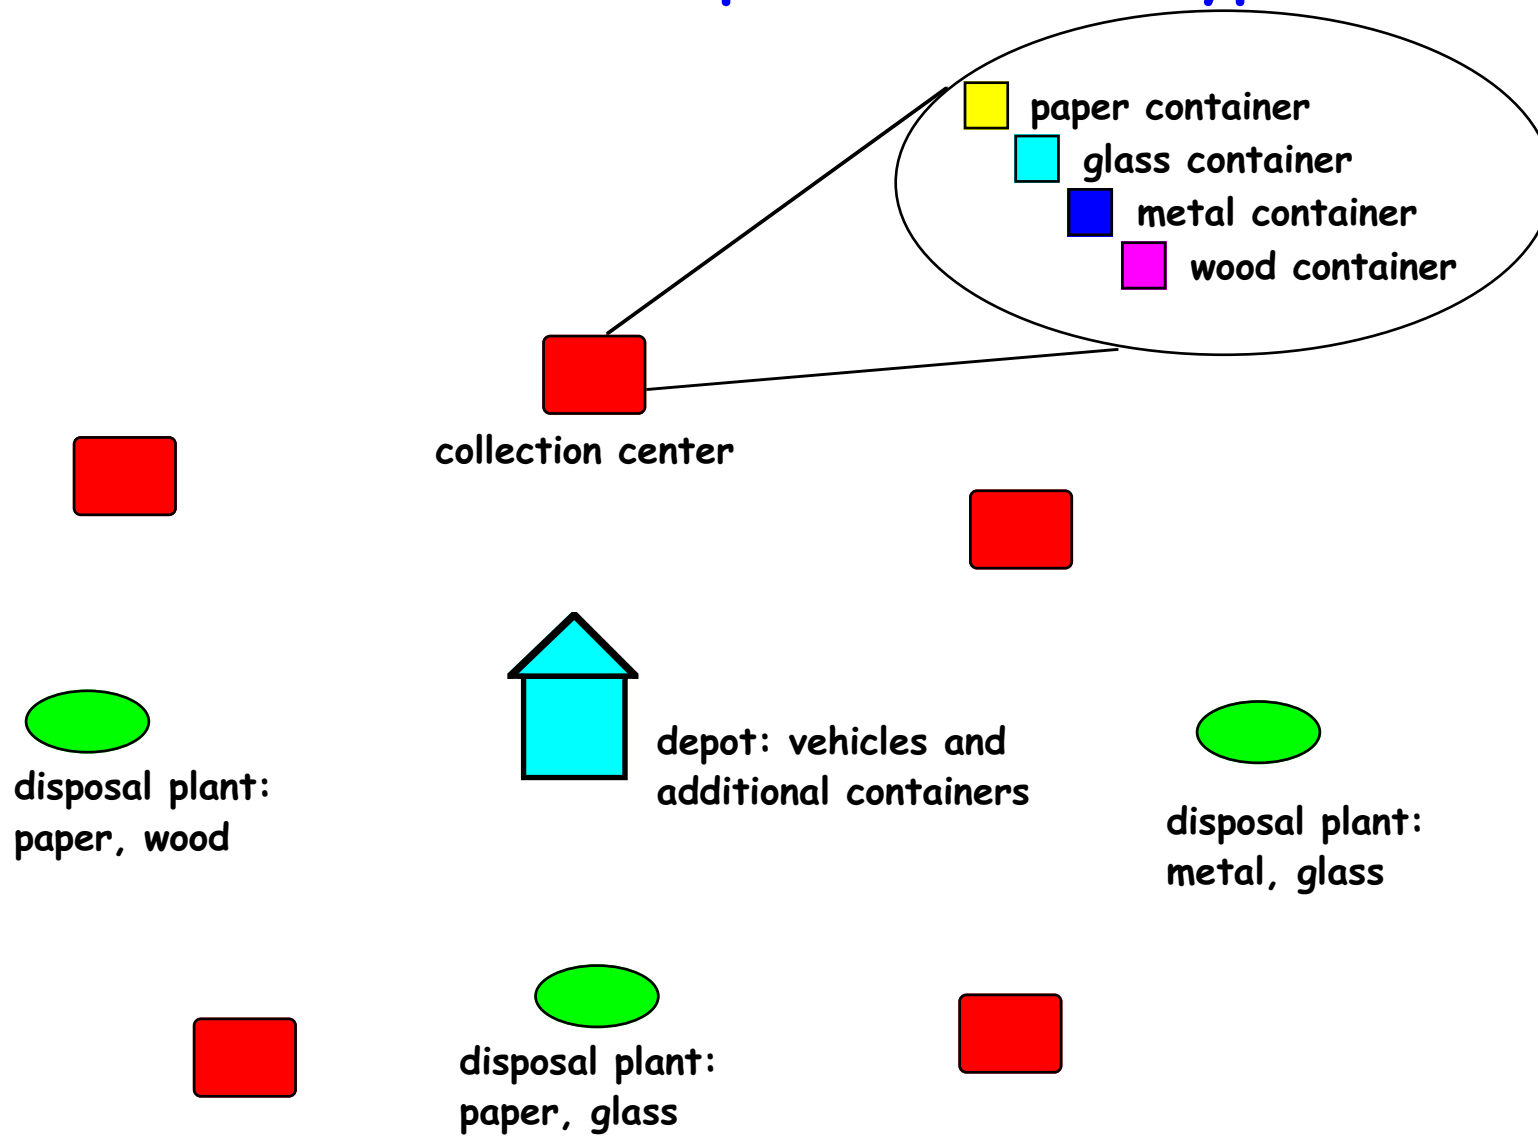 paper container
glass container
metal container
wood container
collection center
depot: vehicles and
additional containers
disposal plant:
paper, wood
disposal plant:
metal, glass
disposal plant:
paper, glass